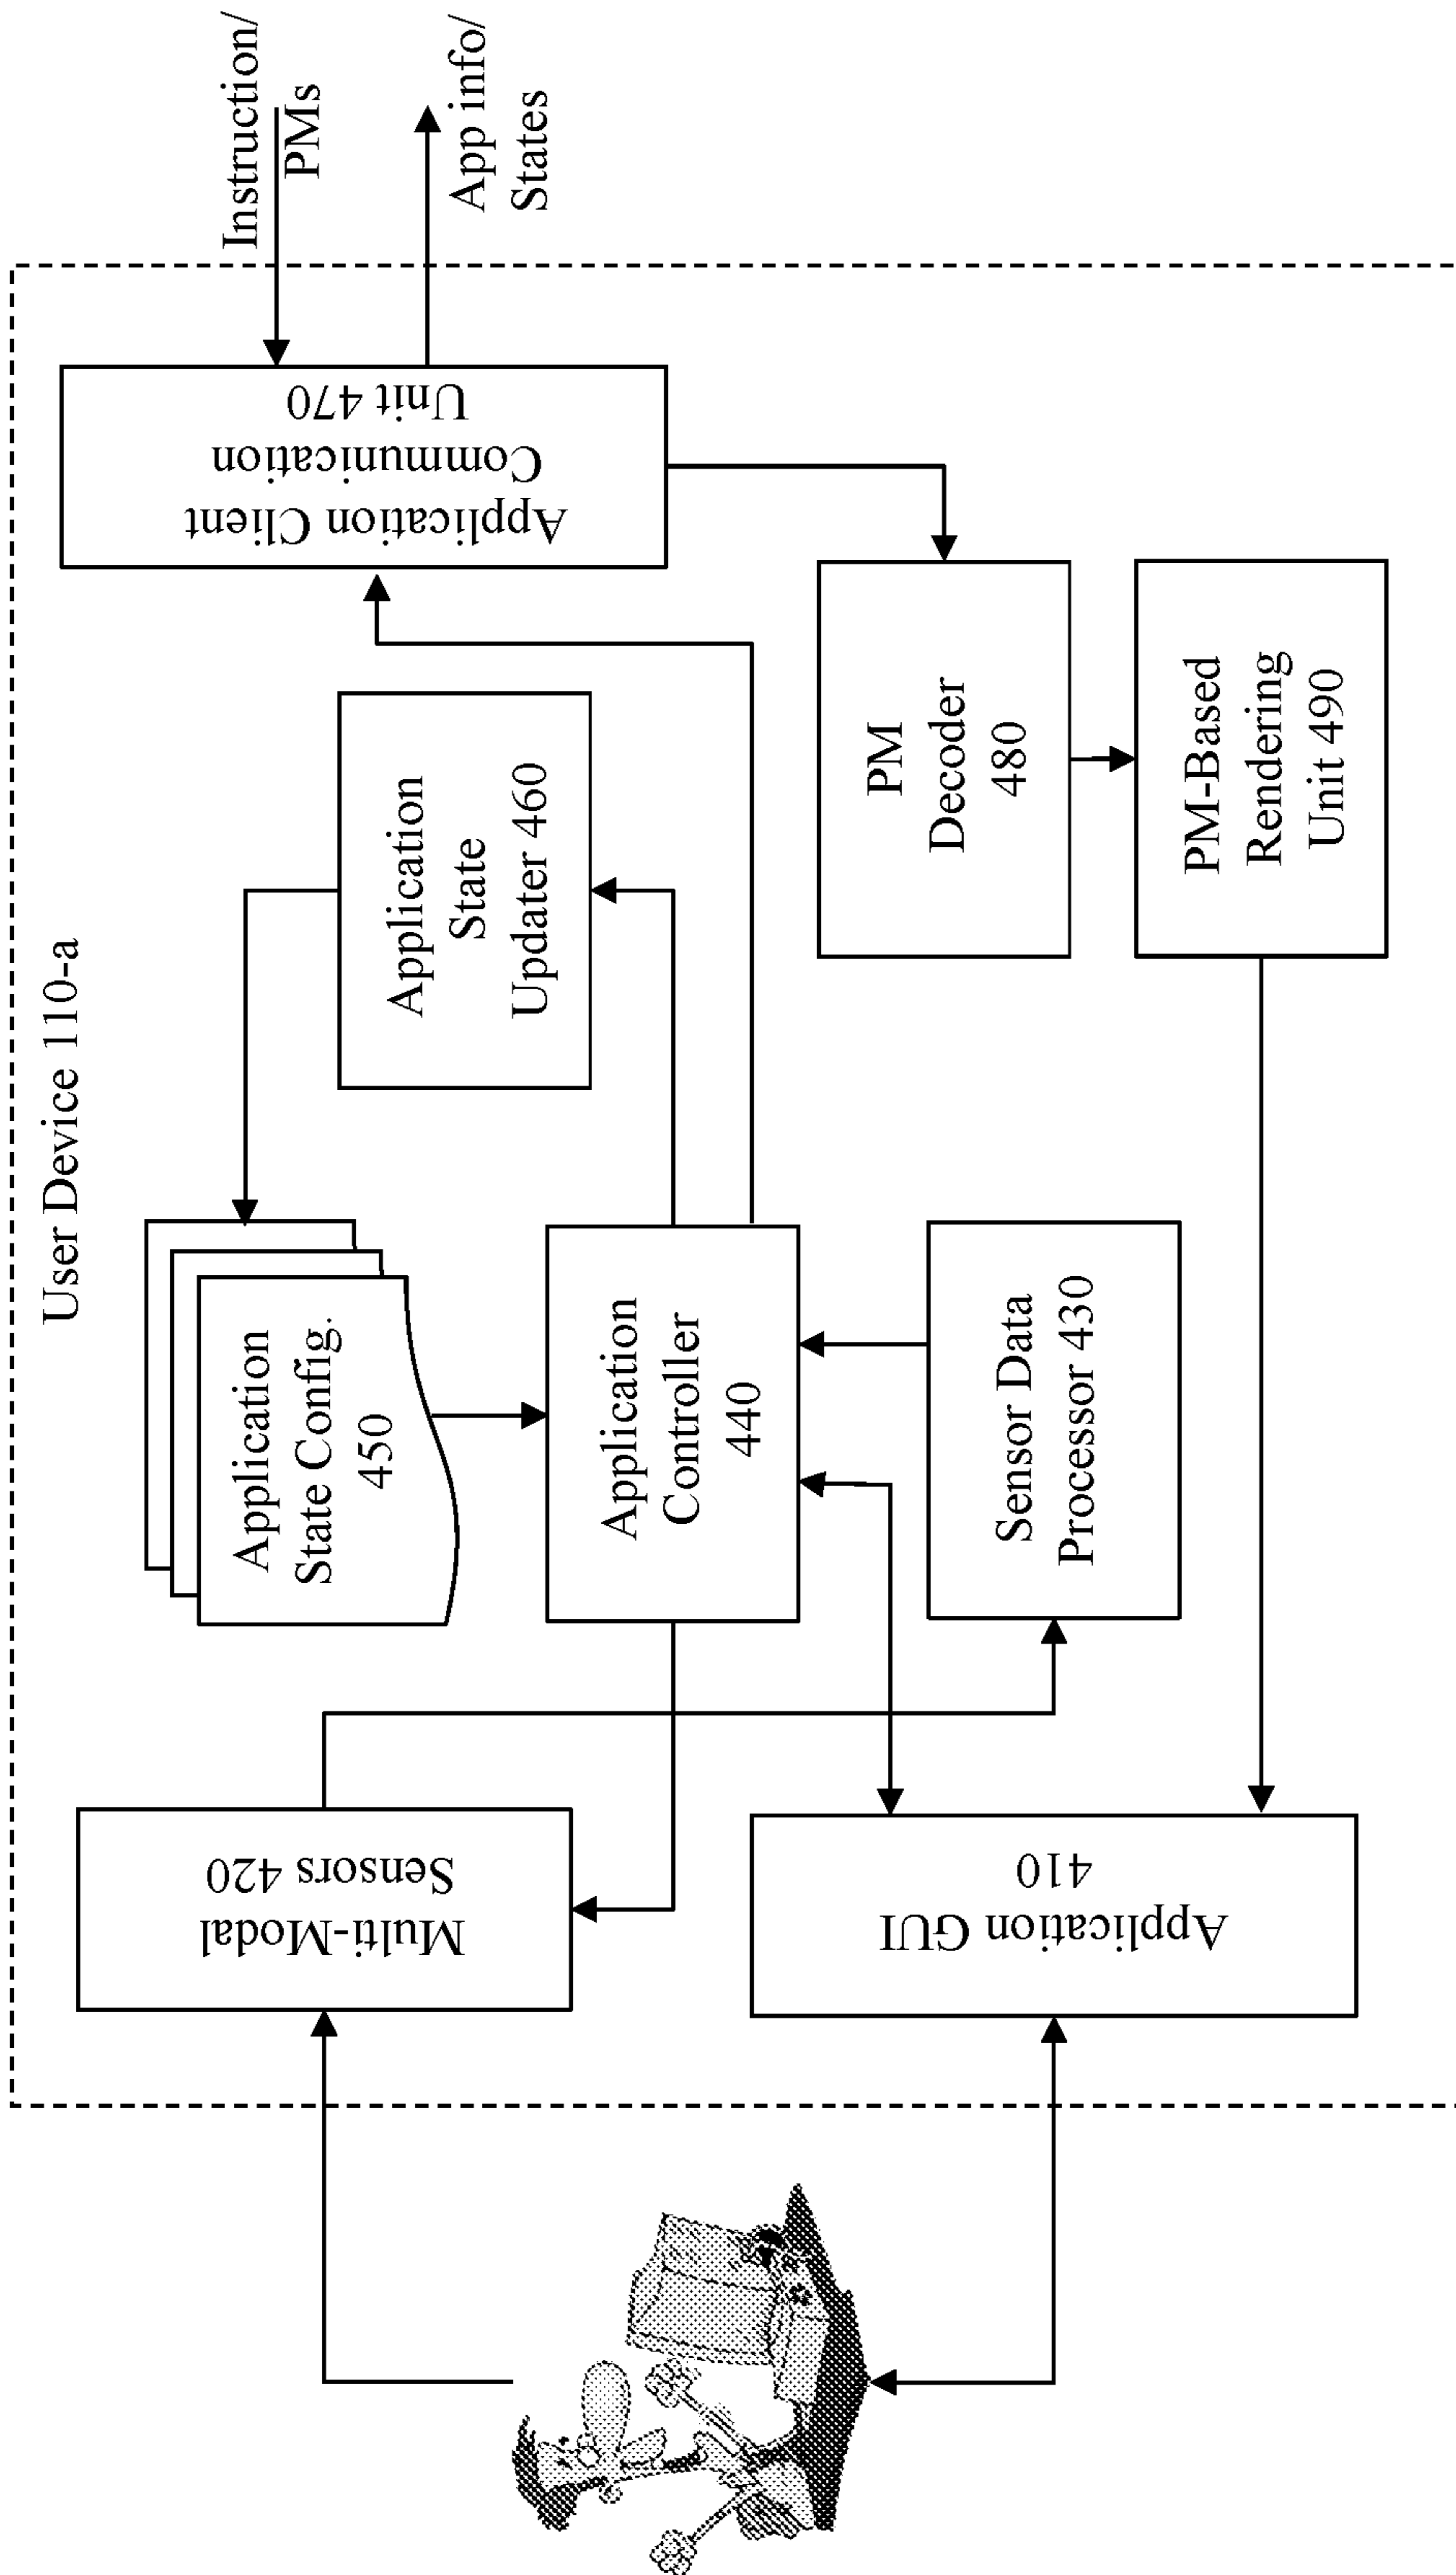 User Device 110-a
Multi-Modal
Sensors 420
Application
State Config.
450
Application
State
Updater 460
Application Client
Communication
Unit 470
Instruction/
PMs
App info/
States
Application
Controller
440
Sensor Data
Processor 430
Application GUI
410
PM
Decoder
480
PM-Based
Rendering
Unit 490